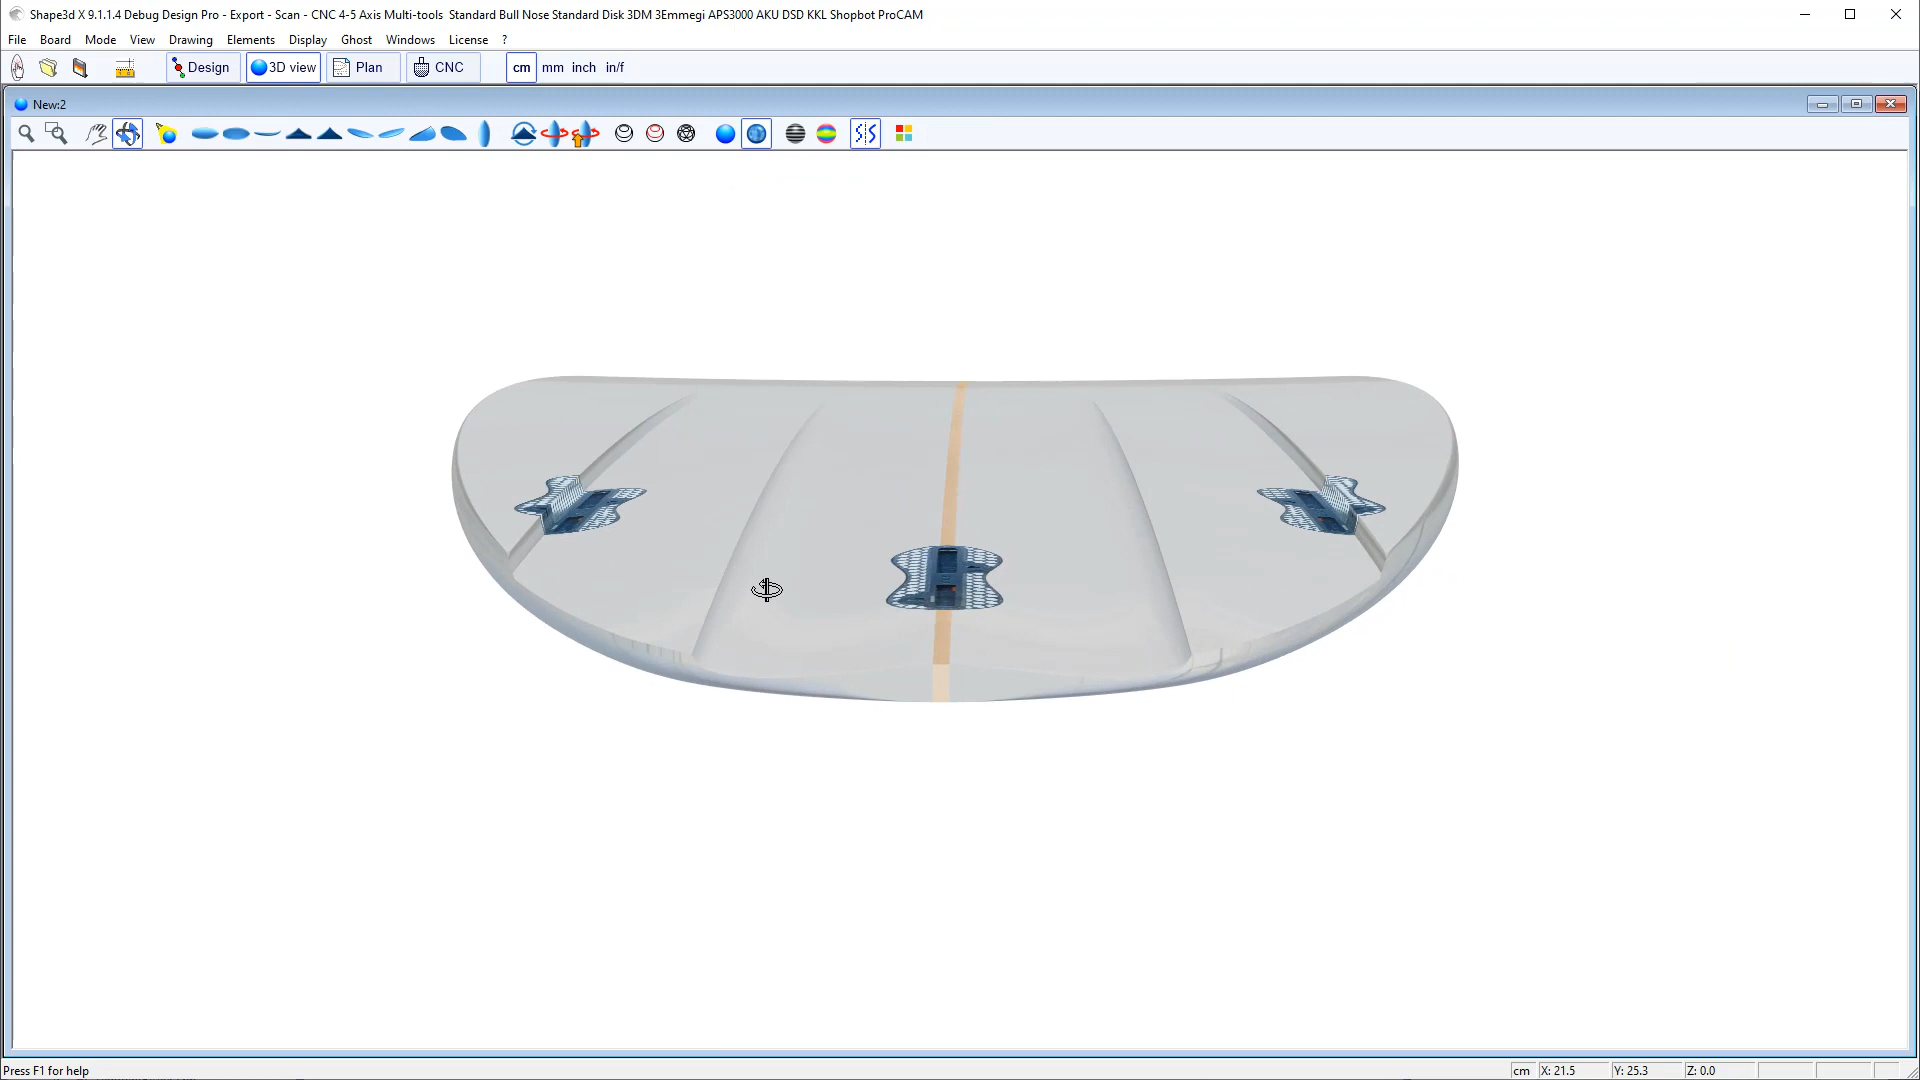 Shape3d X 9.1.1.4 Debug Design Pro - Export - Scan - CNC 4-5 Axis Multi-tools  Standard Bull Nose Standard Disk 3DM 3Emmegi APS3000 AKU DSD KKL Shopbot ProCAM
File Board Mode View Drawing Elements Display Ghost Windows License ?
Design 3D view Plan CNC cm mm inch in/f
New:2
Press F1 for help cm X: 21.5 Y: 25.3 Z: 0.0